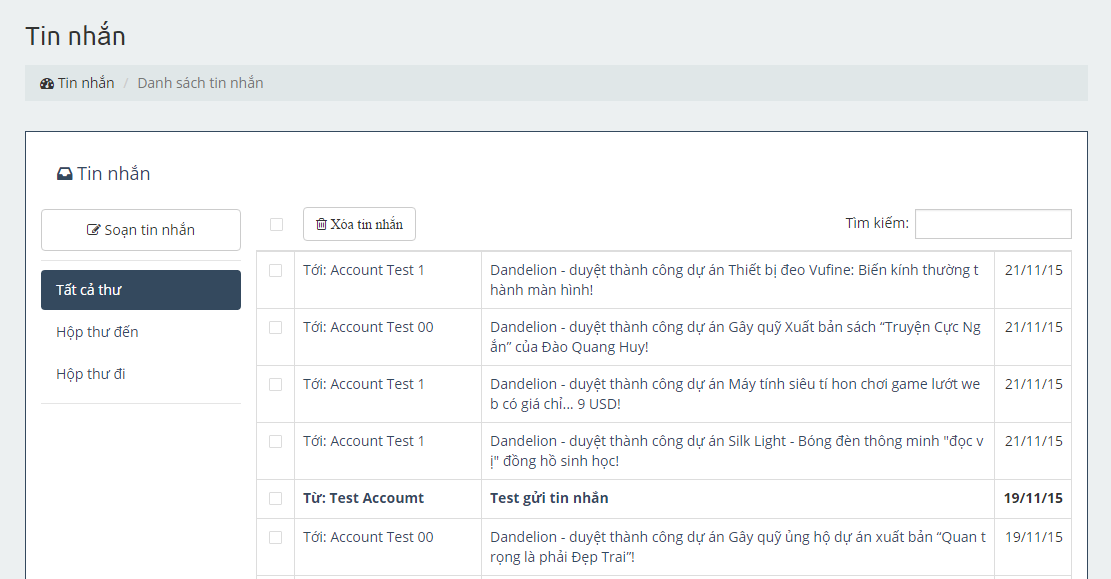 Tin nhắn
Tin nhắn / Danh sách tin nhắn
Tin nhắn
Soạn tin nhắn
Tất cả thư
Hộp thư đến
Hộp thư đi
Xóa tin nhắn
Tìm kiếm:
Tới: Account Test 1
Dandelion - duyệt thành công dự án Thiết bị đeo Vufine: Biến kính thường t
hành màn hình!
21/11/15
Tới: Account Test 00
Dandelion - duyệt thành công dự án Gây quỹ Xuất bản sách “Truyện Cực Ng
ắn” của Đào Quang Huy!
21/11/15
Tới: Account Test 1
Dandelion - duyệt thành công dự án Máy tính siêu tí hon chơi game lướt we
b có giá chỉ... 9 USD!
21/11/15
Tới: Account Test 1
Dandelion - duyệt thành công dự án Silk Light - Bóng đèn thông minh "đọc v
ị" đồng hồ sinh học!
21/11/15
Từ: Test Accoumt
Test gửi tin nhắn
19/11/15
Tới: Account Test 00
Dandelion - duyệt thành công dự án Gây quỹ ủng hộ dự án xuất bản “Quan t
rọng là phải Đẹp Trai”!
19/11/15